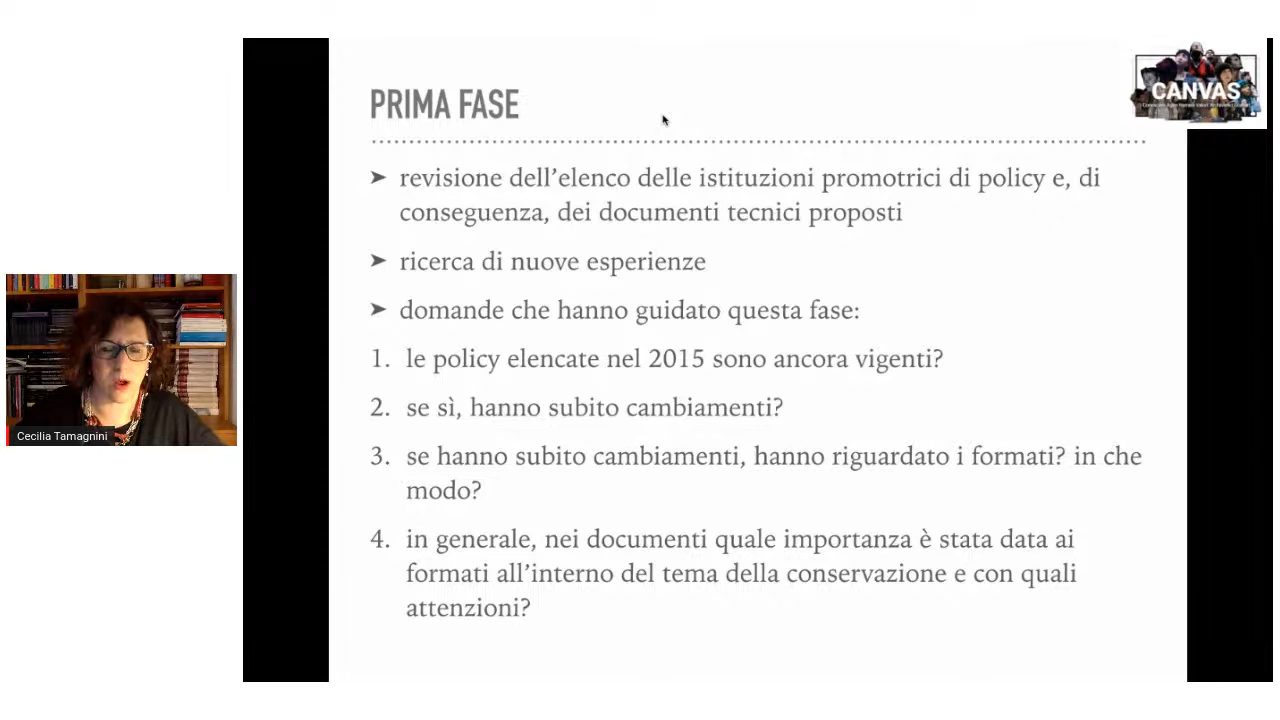 PRIMA FASE
CANVAS
➤ revisione dell’elenco delle istituzioni promotrici di policy e, di
conseguenza, dei documenti tecnici proposti
➤ ricerca di nuove esperienze
➤ domande che hanno guidato questa fase:
1. le policy elencate nel 2015 sono ancora vigenti?
2. se sì, hanno subito cambiamenti?
3. se hanno subito cambiamenti, hanno riguardato i formati? in che
modo?
4. in generale, nei documenti quale importanza è stata data ai
formati all’interno del tema della conservazione e con quali
attenzioni?
Cecilia Tamagnini